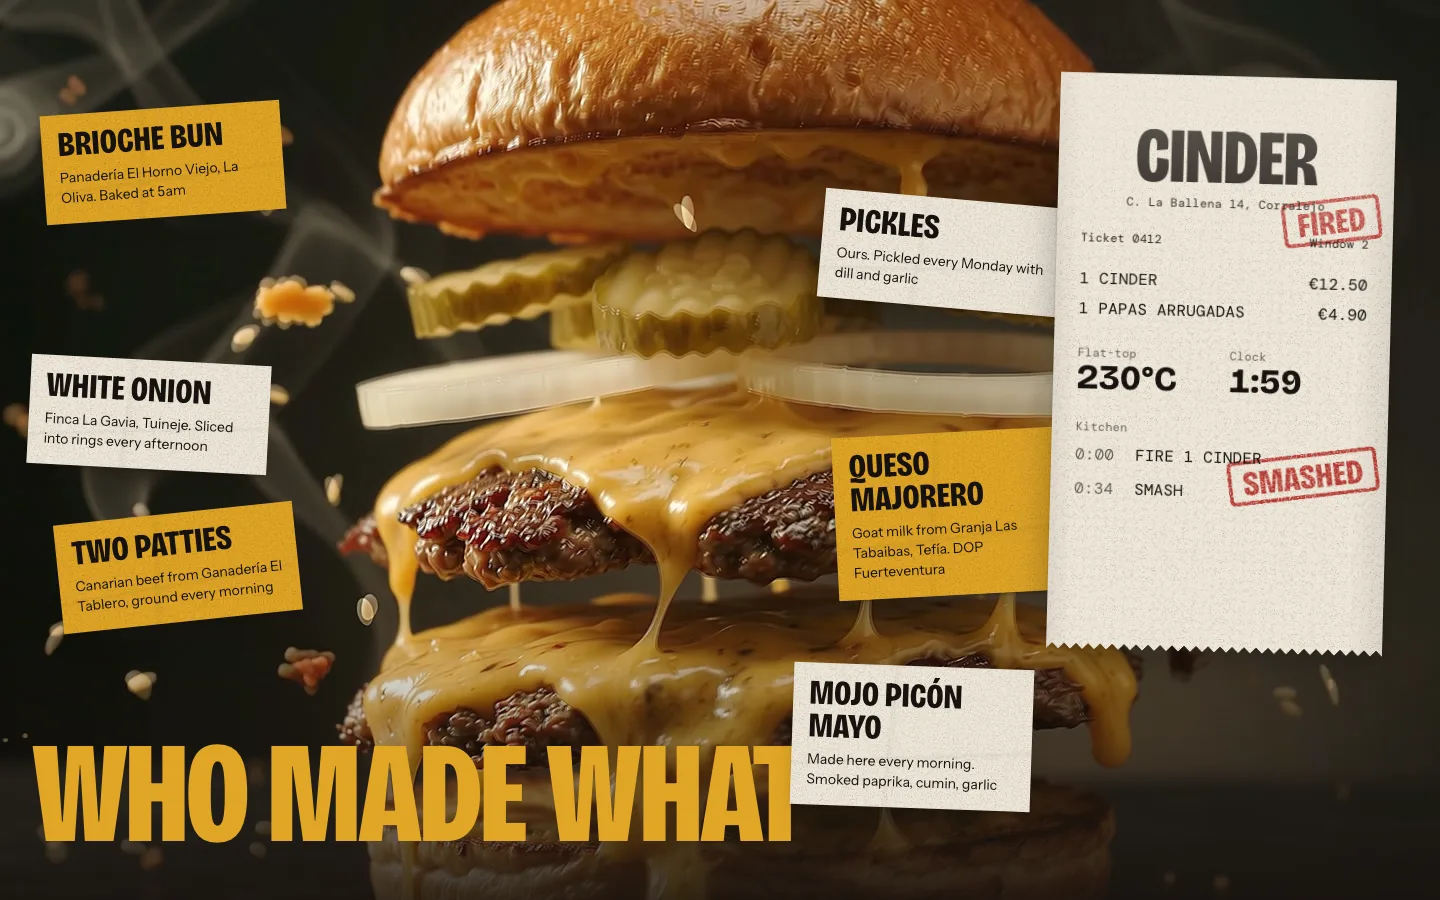 BRIOCHE BUN
Panadería El Horno Viejo, La
Oliva. Baked at 5am
WHITE ONION
Finca La Gavia, Tuineje. Sliced
into rings every afternoon
TWO PATTIES
Canarian beef from Ganadería El
Tablero, ground every morning
PICKLES
Ours. Pickled every Monday with
dill and garlic
QUESO
MAJORERO
Goat milk from Granja Las
Tabaibas, Tefía. DOP
Fuerteventura
MOJO PICÓN
MAYO
Made here every morning.
Smoked paprika, cumin, garlic
WHO MADE WHAT
CINDER
C. La Ballena 14, Corralejo
FIRED
Ticket 0412 Window 2
1 CINDER €12.50
1 PAPAS ARRUGADAS €4.90
Flat-top Clock
230°C 1:59
Kitchen
0:00 FIRE 1 CINDER
0:34 SMASH
SMASHED